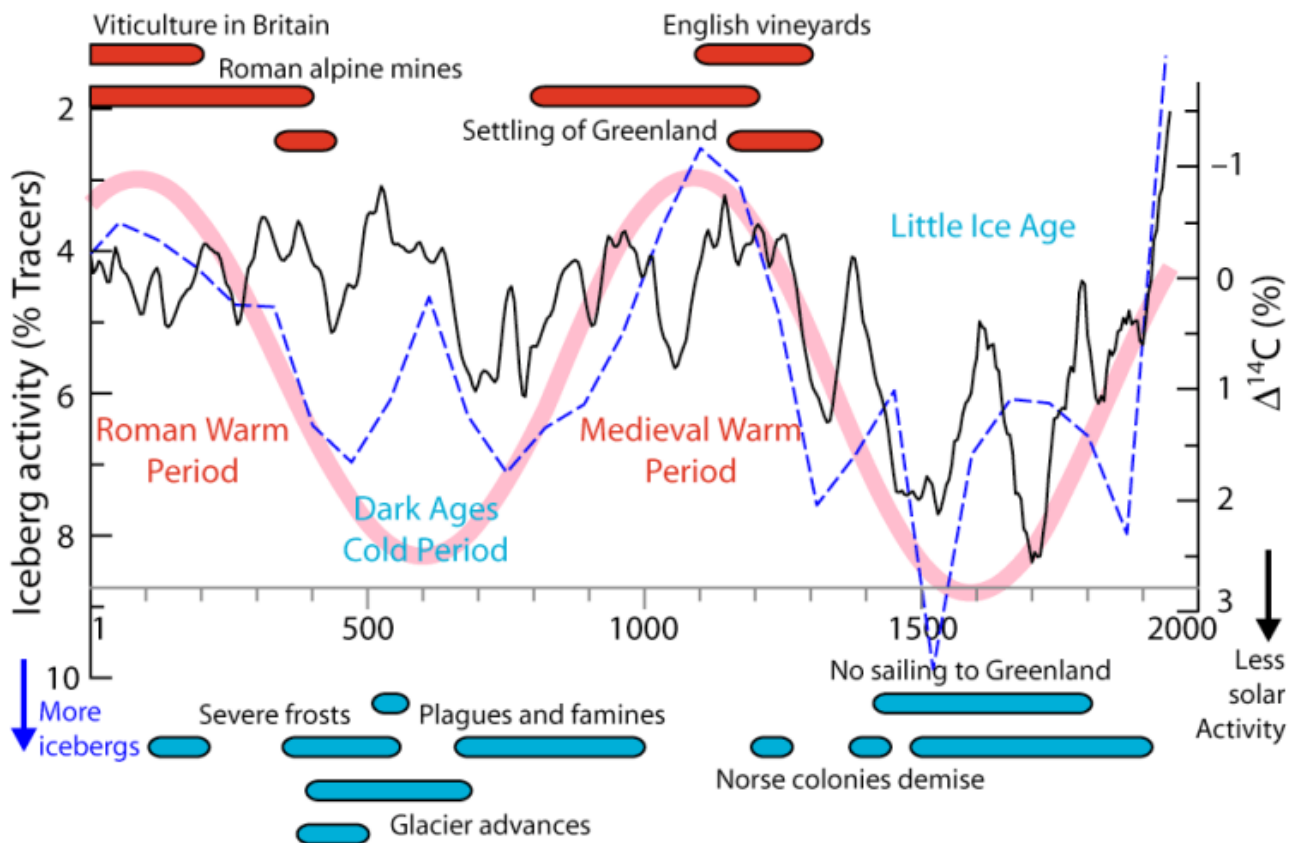 Viticulture in Britain
English vineyards
Roman alpine mines
Settling of Greenland
2
4
6
8
10
Iceberg activity (% Tracers)
–1
0
1
2
3
Δ¹⁴C (%)
Little Ice Age
Roman Warm
Period
Medieval Warm
Period
Dark Ages
Cold Period
1
500
1000
1500
2000
More
icebergs
Less
solar
Activity
No sailing to Greenland
Severe frosts
Plagues and famines
Norse colonies demise
Glacier advances